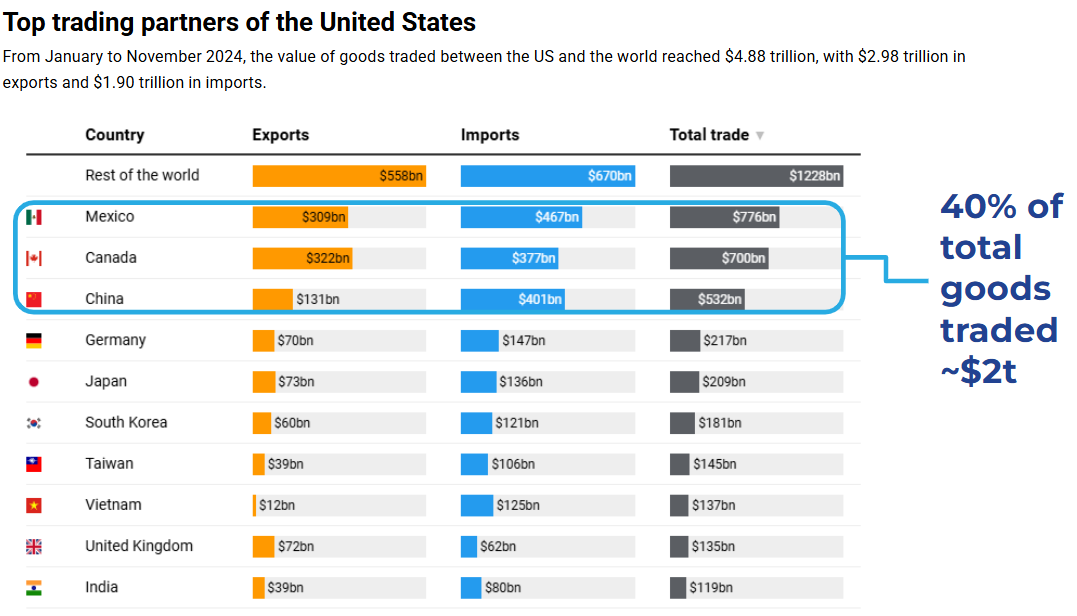 Top trading partners of the United States
From January to November 2024, the value of goods traded between the US and the world reached $4.88 trillion, with $2.98 trillion in
exports and $1.90 trillion in imports.
Country Exports Imports Total trade
Rest of the world $558bn $670bn $1228bn
Mexico $309bn $467bn $776bn
Canada $322bn $377bn $700bn
China $131bn $401bn $532bn
Germany $70bn $147bn $217bn
Japan $73bn $136bn $209bn
South Korea $60bn $121bn $181bn
Taiwan $39bn $106bn $145bn
Vietnam $12bn $125bn $137bn
United Kingdom $72bn $62bn $135bn
India $39bn $80bn $119bn
40% of
total
goods
traded
~$2t